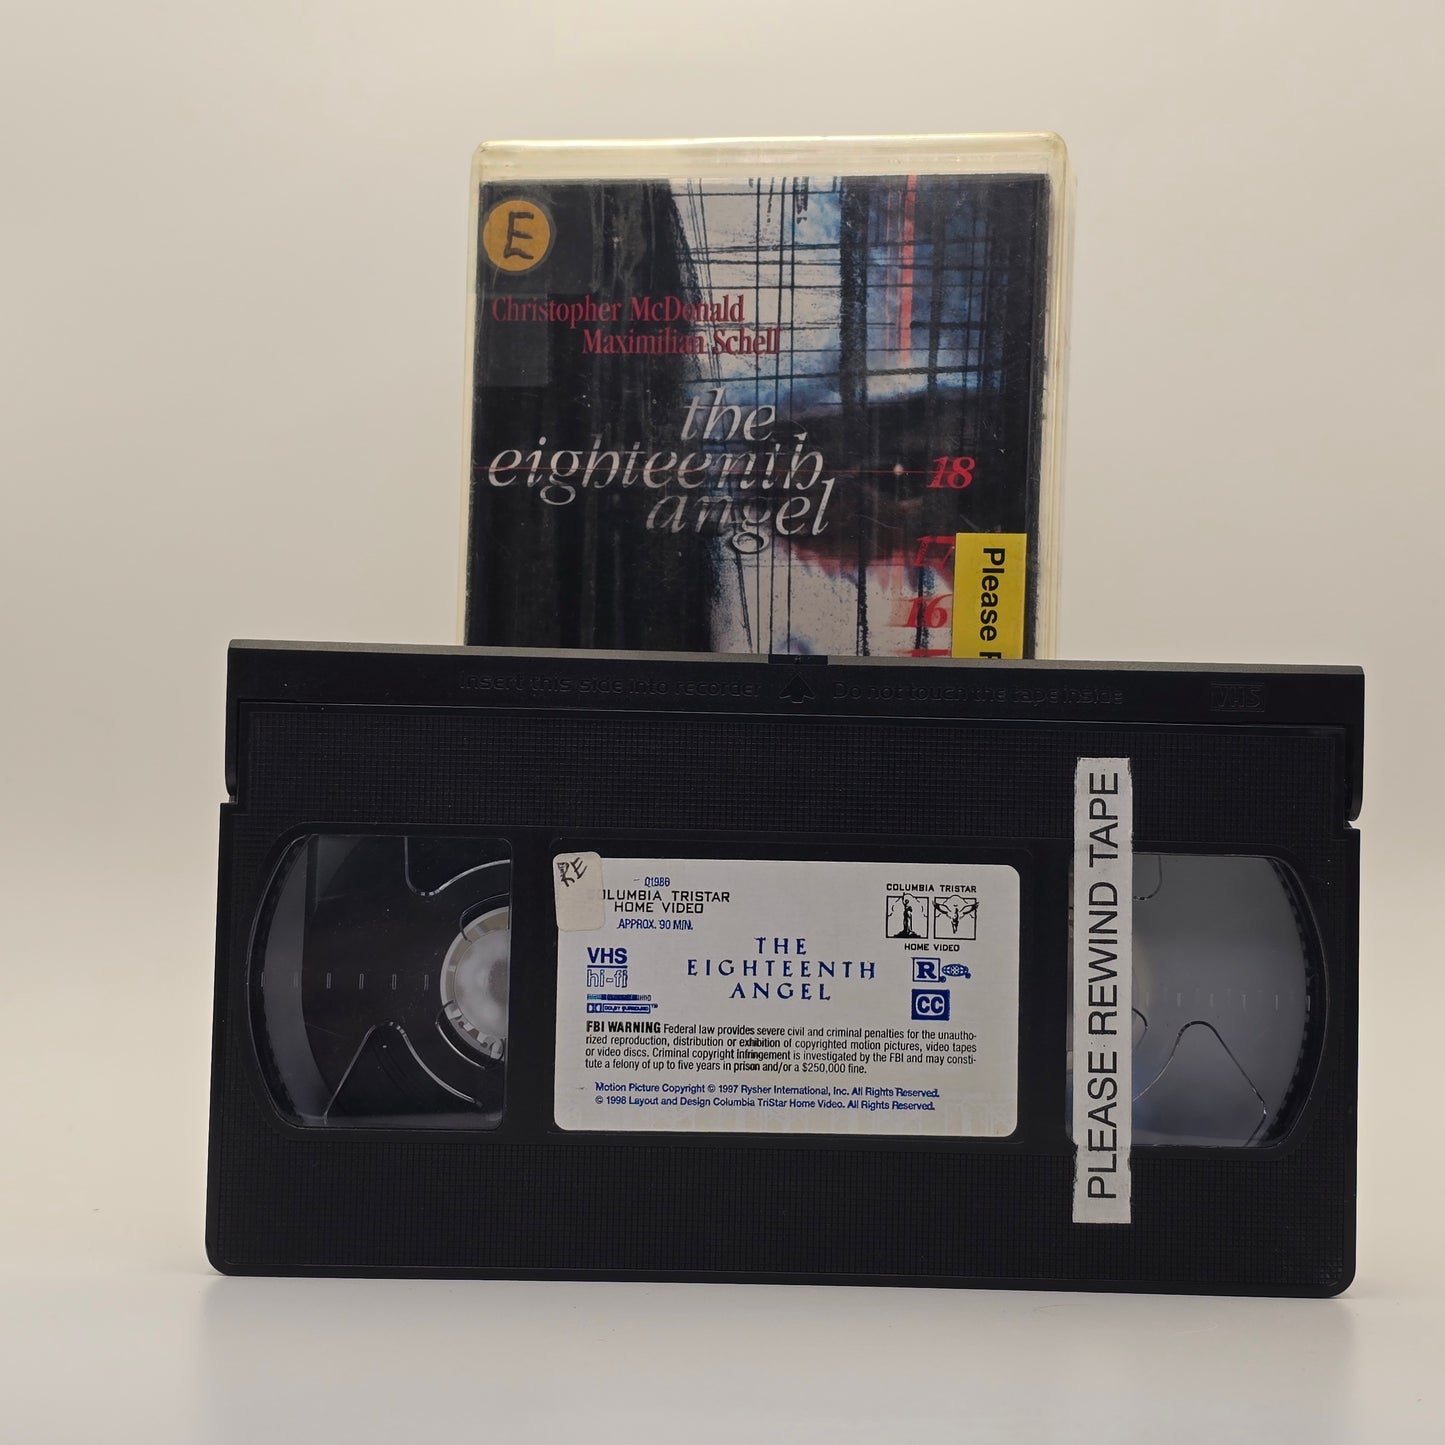 E
Christopher McDonald
Maximilian Schell
the
eighteenth
angel
18
17
16
Please
Insert this side into recorder
Do not touch the tape inside
VHS
PLEASE REWIND TAPE
RE
01986
COLUMBIA TRISTAR
HOME VIDEO
APPROX. 90 MIN.
COLUMBIA TRISTAR
HOME VIDEO
VHS
hi-fi
DOLBY SURROUND™
THE
EIGHTEENTH
ANGEL
R
CC
FBI WARNING Federal law provides severe civil and criminal penalties for the unautho-
rized reproduction, distribution or exhibition of copyrighted motion pictures, video tapes
or video discs. Criminal copyright infringement is investigated by the FBI and may consti-
tute a felony of up to five years in prison and/or a $250,000 fine.
Motion Picture Copyright © 1997 Rysher International, Inc. All Rights Reserved.
© 1998 Layout and Design Columbia TriStar Home Video. All Rights Reserved.